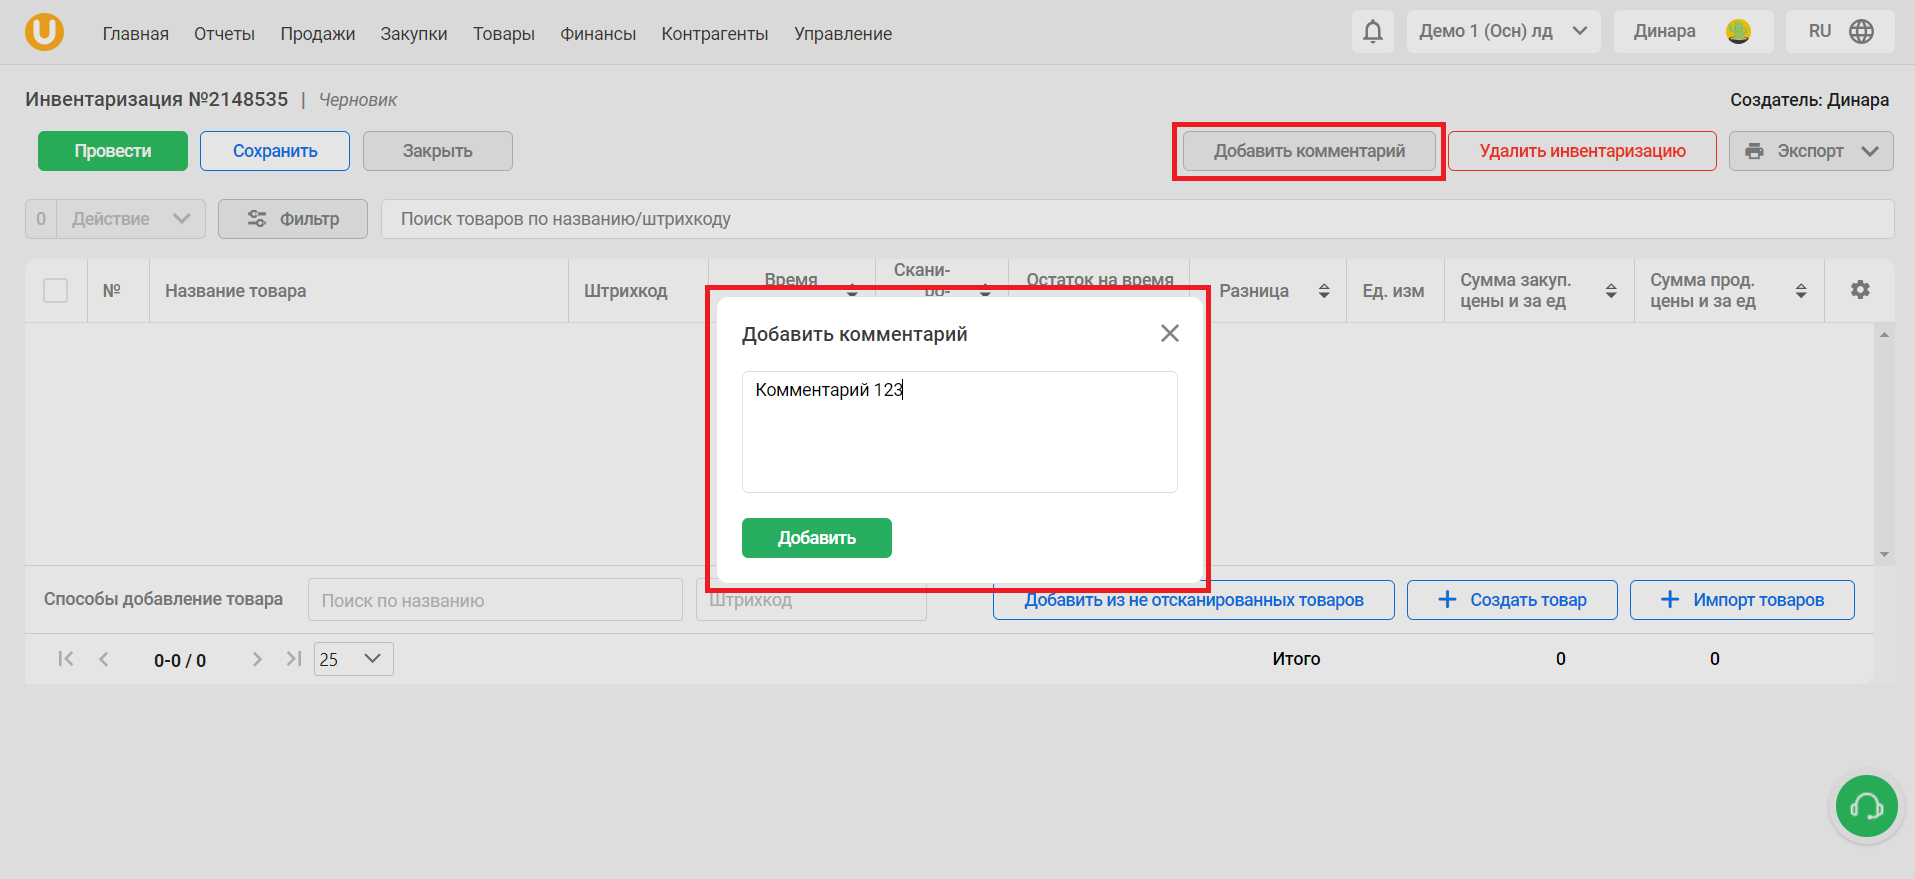 Главная Отчеты Продажи Закупки Товары Финансы Контрагенты Управление Демо 1 (Осн) лд Динара RU
Инвентаризация №2148535 | Черновик Создатель: Динара
Провести Сохранить Закрыть Добавить комментарий Удалить инвентаризацию Экспорт
0 Действие Фильтр Поиск товаров по названию/штрихкоду
№ Название товара Штрихкод Время Скани- Остаток на время Разница Ед. изм Сумма закуп. цены и за ед Сумма прод. цены и за ед
Добавить комментарий
Комментарий 123
Добавить
Способы добавление товара Поиск по названию Штрихкод Добавить из не отсканированных товаров Создать товар Импорт товаров
0-0 / 0 25 Итого 0 0